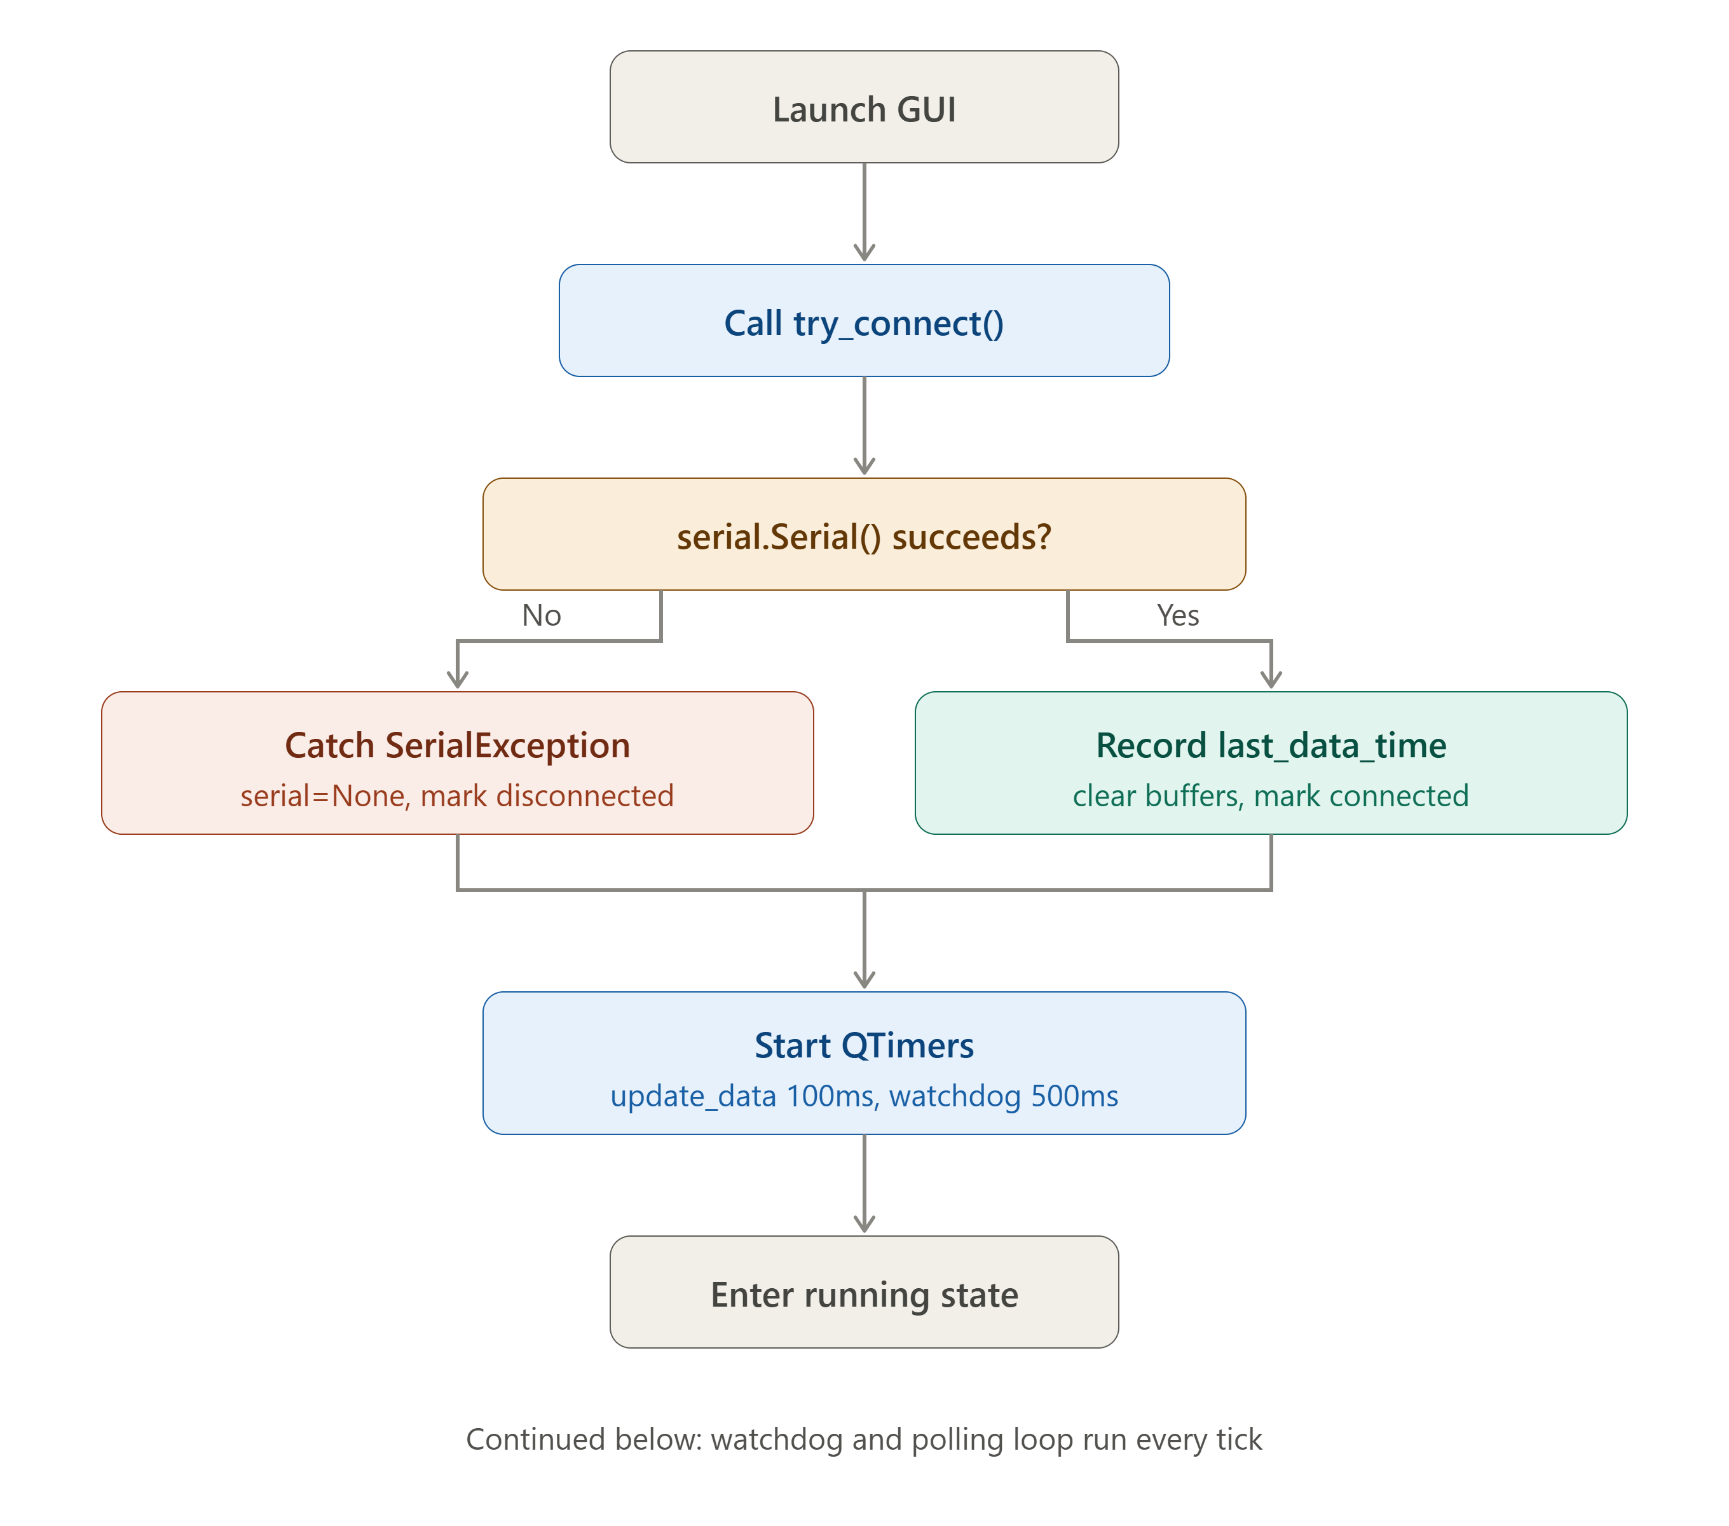 Launch GUI
Call try_connect()
serial.Serial() succeeds?
No
Yes
Catch SerialException
serial=None, mark disconnected
Record last_data_time
clear buffers, mark connected
Start QTimers
update_data 100ms, watchdog 500ms
Enter running state
Continued below: watchdog and polling loop run every tick